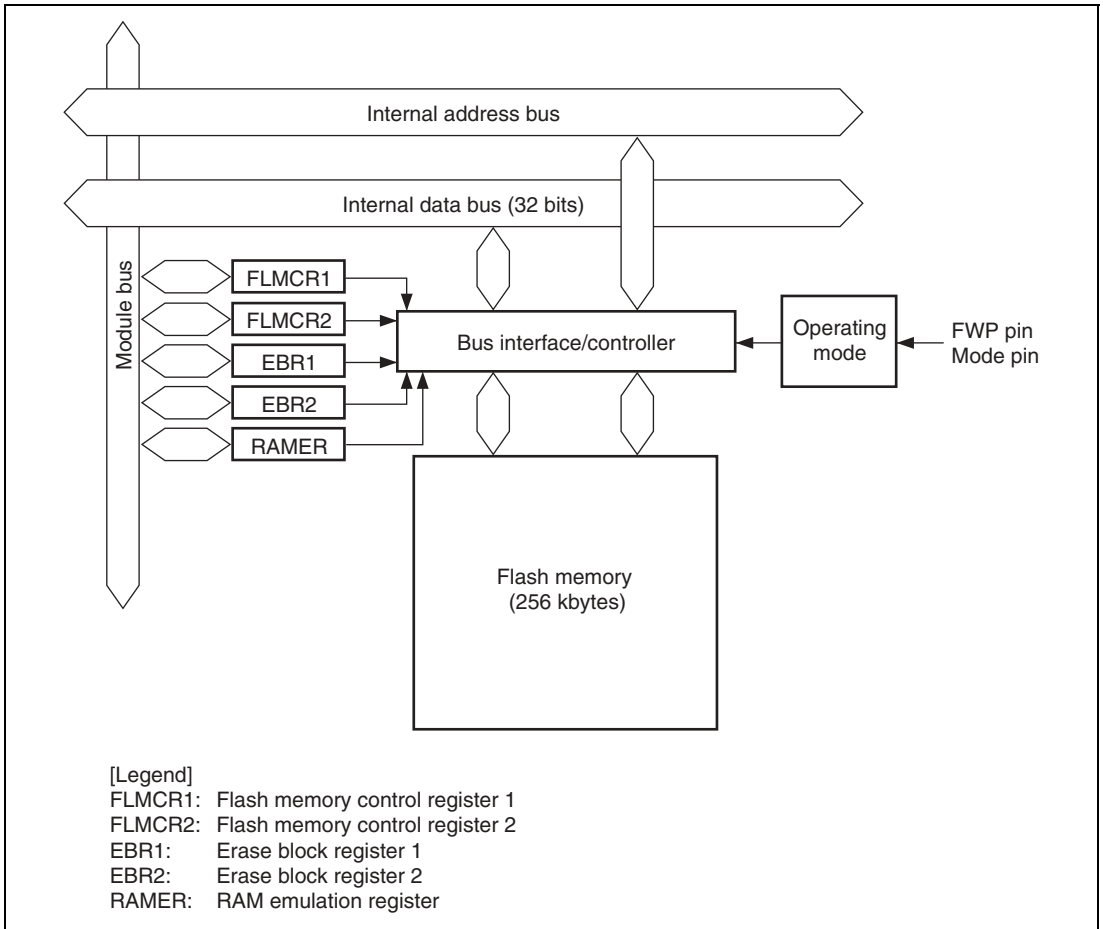 Internal address bus
Internal data bus (32 bits)
Module bus
FLMCR1
FLMCR2
EBR1
EBR2
RAMER
Bus interface/controller
Operating
mode
FWP pin
Mode pin
Flash memory
(256 kbytes)
[Legend]
FLMCR1: Flash memory control register 1
FLMCR2: Flash memory control register 2
EBR1: Erase block register 1
EBR2: Erase block register 2
RAMER: RAM emulation register